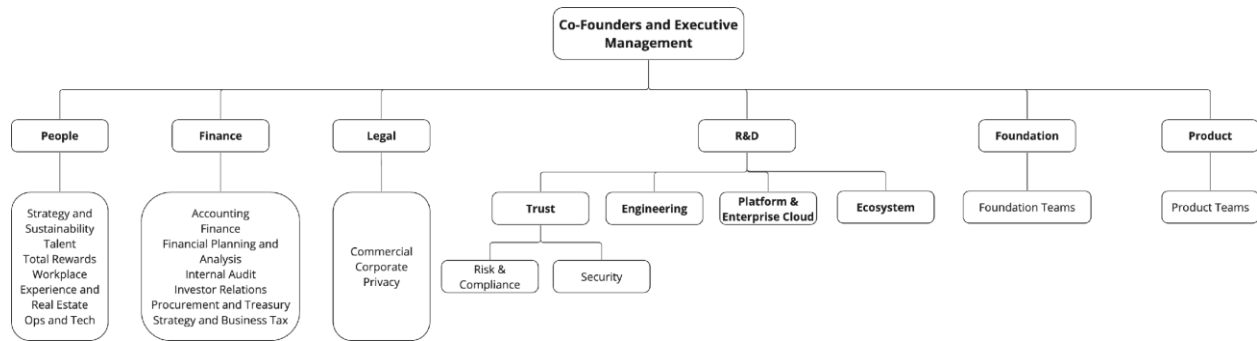 Co-Founders and Executive
Management
People
Finance
Legal
R&D
Foundation
Product
Strategy and
Sustainability
Talent
Total Rewards
Workplace
Experience and
Real Estate
Ops and Tech
Accounting
Finance
Financial Planning and
Analysis
Internal Audit
Investor Relations
Procurement and Treasury
Strategy and Business Tax
Commercial
Corporate
Privacy
Trust
Engineering
Platform &
Enterprise Cloud
Ecosystem
Foundation Teams
Product Teams
Risk &
Compliance
Security